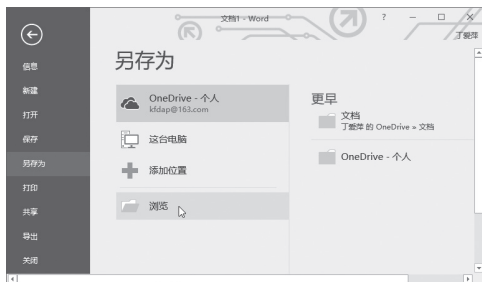 文档1 - Word
?
丁爱萍
信息
新建
打开
保存
另存为
打印
共享
导出
关闭
另存为
OneDrive - 个人
kfdap@163.com
这台电脑
添加位置
浏览
更早
文档
丁爱萍 的 OneDrive » 文档
OneDrive - 个人